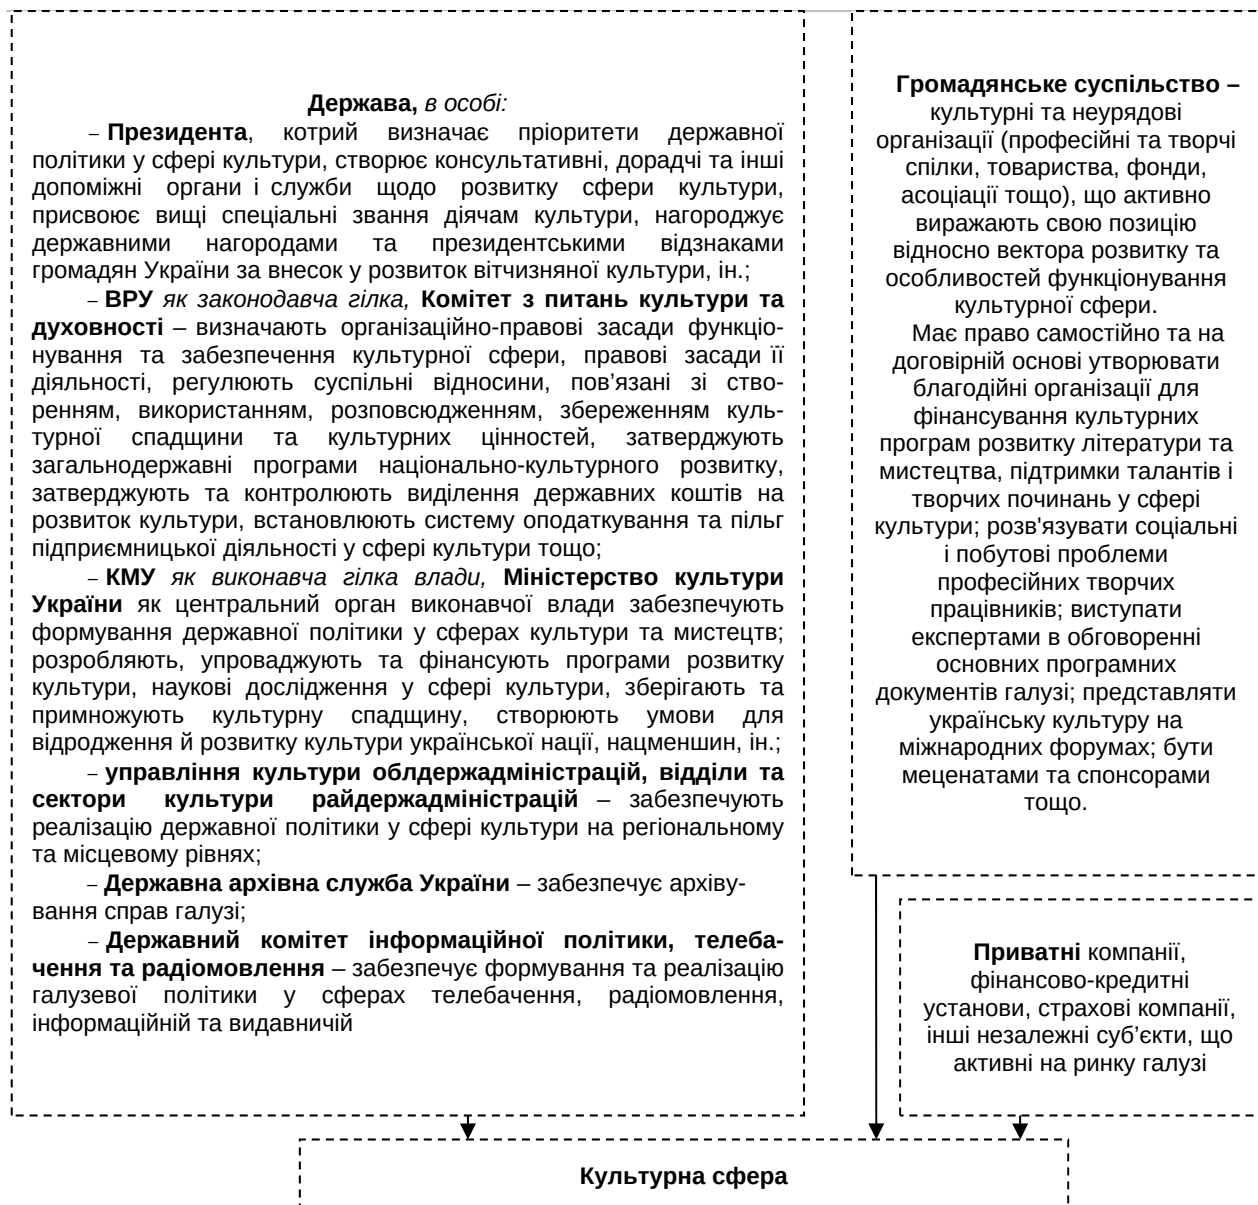 Держава, в особі:
– Президента, котрий визначає пріоритети державної
політики у сфері культури, створює консультативні, дорадчі та інші
допоміжні органи і служби щодо розвитку сфери культури,
присвоює вищі спеціальні звання діячам культури, нагороджує
державними нагородами та президентськими відзнаками
громадян України за внесок у розвиток вітчизняної культури, ін.;
– ВРУ як законодавча гілка, Комітет з питань культури та
духовності – визначають організаційно-правові засади функціо-
нування та забезпечення культурної сфери, правові засади її
діяльності, регулюють суспільні відносини, пов’язані зі ство-
ренням, використанням, розповсюдженням, збереженням куль-
турної спадщини та культурних цінностей, затверджують
загальнодержавні програми національно-культурного розвитку,
затверджують та контролюють виділення державних коштів на
розвиток культури, встановлюють систему оподаткування та пільг
підприємницької діяльності у сфері культури тощо;
– КМУ як виконавча гілка влади, Міністерство культури
України як центральний орган виконавчої влади забезпечують
формування державної політики у сферах культури та мистецтв;
розробляють, упроваджують та фінансують програми розвитку
культури, наукові дослідження у сфері культури, зберігають та
примножують культурну спадщину, створюють умови для
відродження й розвитку культури української нації, нацменшин, ін.;
– управління культури облдержадміністрацій, відділи та
сектори культури райдержадміністрацій – забезпечують
реалізацію державної політики у сфері культури на регіональному
та місцевому рівнях;
– Державна архівна служба України – забезпечує архіву-
вання справ галузі;
– Державний комітет інформаційної політики, телеба-
чення та радіомовлення – забезпечує формування та реалізацію
галузевої політики у сферах телебачення, радіомовлення,
інформаційній та видавничій
Громадянське суспільство –
культурні та неурядові
організації (професійні та творчі
спілки, товариства, фонди,
асоціації тощо), що активно
виражають свою позицію
відносно вектора розвитку та
особливостей функціонування
культурної сфери.
Має право самостійно та на
договірній основі утворювати
благодійні організації для
фінансування культурних
програм розвитку літератури та
мистецтва, підтримки талантів і
творчих починань у сфері
культури; розв'язувати соціальні
і побутові проблеми
професійних творчих
працівників; виступати
експертами в обговоренні
основних програмних
документів галузі; представляти
українську культуру на
міжнародних форумах; бути
меценатами та спонсорами
тощо.
Приватні компанії,
фінансово-кредитні
установи, страхові компанії,
інші незалежні суб’єкти, що
активні на ринку галузі
Культурна сфера